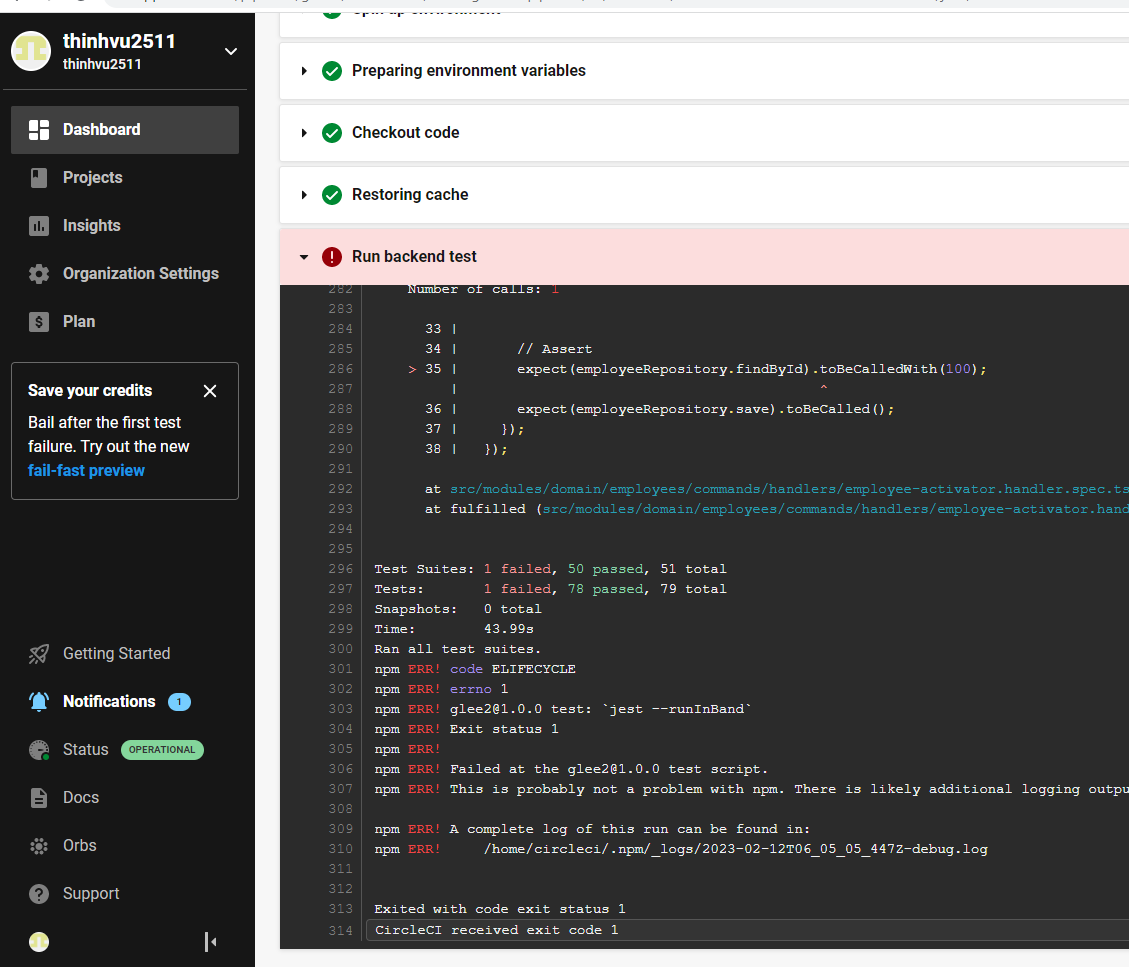 thinhvu2511
thinhvu2511
Dashboard
Projects
Insights
Organization Settings
Plan
Save your credits
Bail after the first test
failure. Try out the new
fail-fast preview
Getting Started
Notifications 1
Status OPERATIONAL
Docs
Orbs
Support
Spin up environment
Preparing environment variables
Checkout code
Restoring cache
Run backend test
282 Number of calls: 1
283
284 33 |
285 34 | // Assert
286 > 35 | expect(employeeRepository.findById).toBeCalledWith(100);
287 | ^
288 36 | expect(employeeRepository.save).toBeCalled();
289 37 | });
290 38 | });
291
292 at src/modules/domain/employees/commands/handlers/employee-activator.handler.spec.ts
293 at fulfilled (src/modules/domain/employees/commands/handlers/employee-activator.hand
294
295
296 Test Suites: 1 failed, 50 passed, 51 total
297 Tests: 1 failed, 78 passed, 79 total
298 Snapshots: 0 total
299 Time: 43.99s
300 Ran all test suites.
301 npm ERR! code ELIFECYCLE
302 npm ERR! errno 1
303 npm ERR! glee2@1.0.0 test: `jest --runInBand`
304 npm ERR! Exit status 1
305 npm ERR!
306 npm ERR! Failed at the glee2@1.0.0 test script.
307 npm ERR! This is probably not a problem with npm. There is likely additional logging outpu
308
309 npm ERR! A complete log of this run can be found in:
310 npm ERR! /home/circleci/.npm/_logs/2023-02-12T06_05_05_447Z-debug.log
311
312
313 Exited with code exit status 1
314 CircleCI received exit code 1